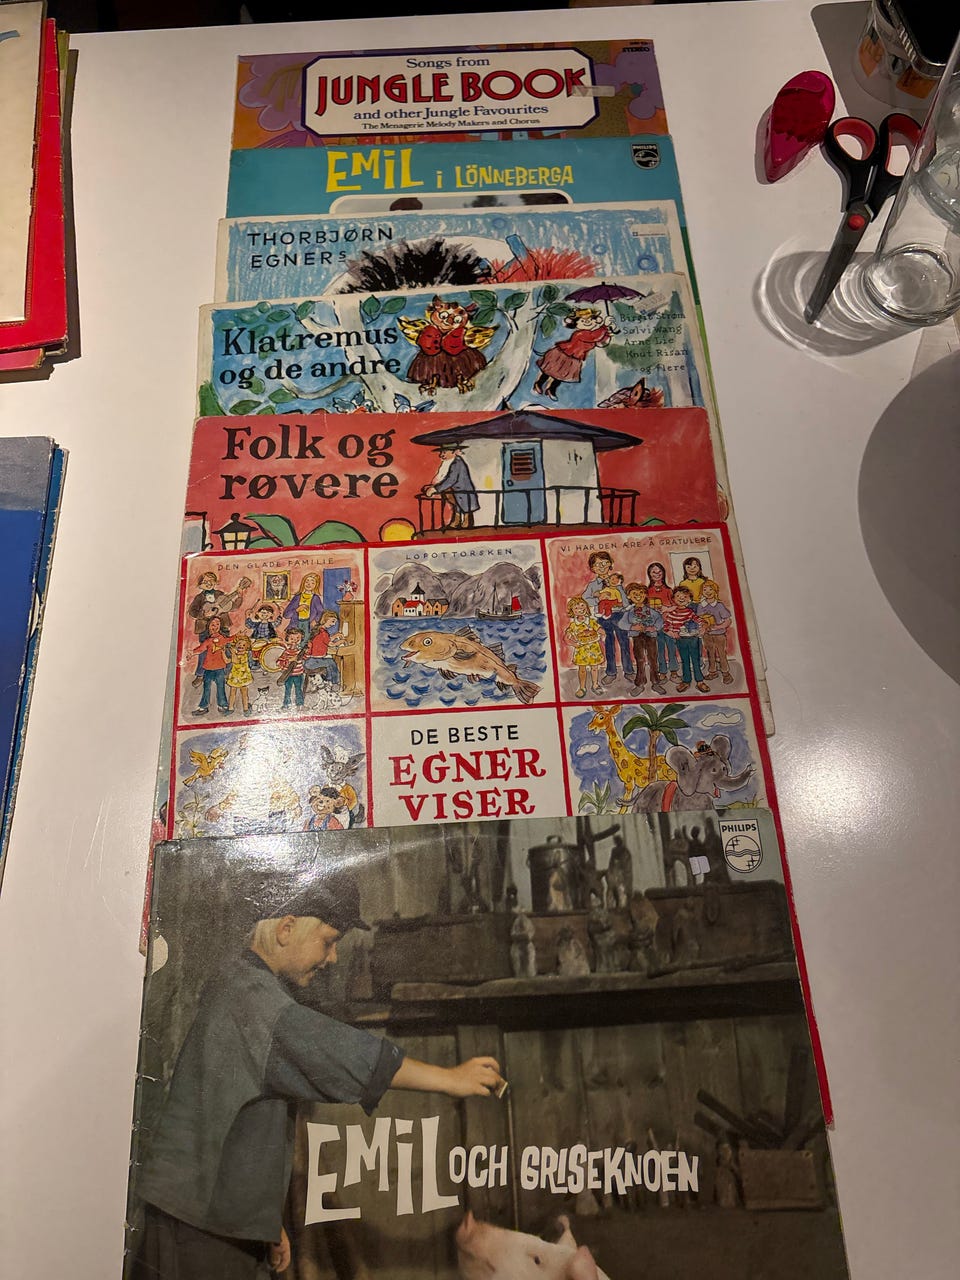 STEREO
Songs from
JUNGLE BOOK
and other Jungle Favourites
The Menagerie Melody Makers and Chorus
EMIL i LÖNNEBERGA
PHILIPS
THORBJØRN
EGNERS
Klatremus
og de andre
Birgit Strøm
Sølvi Wang
Arne Lie
Knut Risan
og flere
Folk og
røvere
DEN GLADE FAMILIE
LOFOTTORSKEN
VI HAR DEN ÆRE Å GRATULERE
DE BESTE
EGNER
VISER
PHILIPS
EMIL OCH GRISEKNOEN